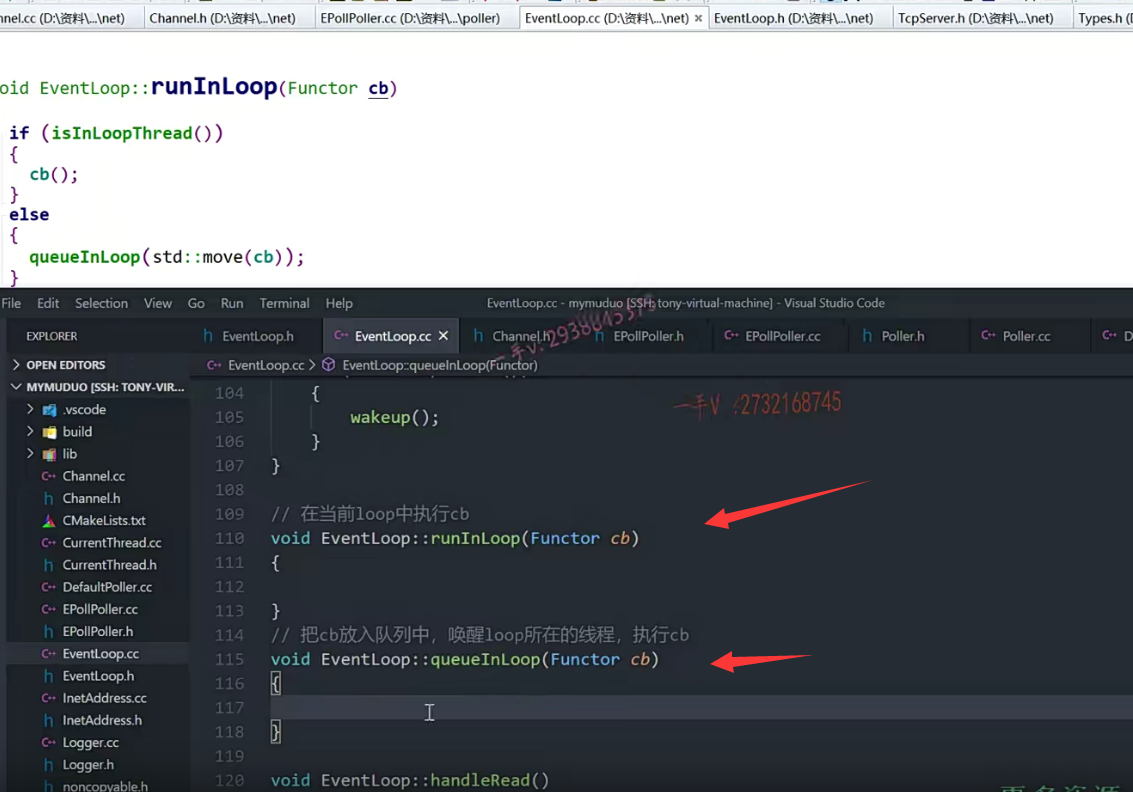 nel.cc (D:\资料\...\net) Channel.h (D:\资料\...\net) EPollPoller.cc (D:\资料\...\poller) EventLoop.cc (D:\资料\...\net) × EventLoop.h (D:\资料\...\net) TcpServer.h (D:\资料\...\net) Types.h (D
oid EventLoop::runInLoop(Functor cb)
if (isInLoopThread())
{
cb();
}
else
{
queueInLoop(std::move(cb));
}
File Edit Selection View Go Run Terminal Help EventLoop.cc - mymuduo [SSH: tony-virtual-machine] - Visual Studio Code
EXPLORER
h EventLoop.h C++ EventLoop.cc × h Channel.h h EPollPoller.h C++ EPollPoller.cc h Poller.h C++ Poller.cc C++ D
OPEN EDITORS
MYMUDUO [SSH: TONY-VIR...
.vscode
build
lib
C++ Channel.cc
h Channel.h
CMakeLists.txt
C++ CurrentThread.cc
h CurrentThread.h
C++ DefaultPoller.cc
C++ EPollPoller.cc
h EPollPoller.h
C++ EventLoop.cc
h EventLoop.h
C++ InetAddress.cc
h InetAddress.h
C++ Logger.cc
h Logger.h
h noncopyable.h
C++ EventLoop.cc > EventLoop::queueInLoop(Functor)
104 {
105 wakeup();
106 }
107 }
108
109 // 在当前loop中执行cb
110 void EventLoop::runInLoop(Functor cb)
111 {
112
113 }
114 // 把cb放入队列中，唤醒loop所在的线程，执行cb
115 void EventLoop::queueInLoop(Functor cb)
116 {
117
118 }
119
120 void EventLoop::handleRead()
一手V :2732168745